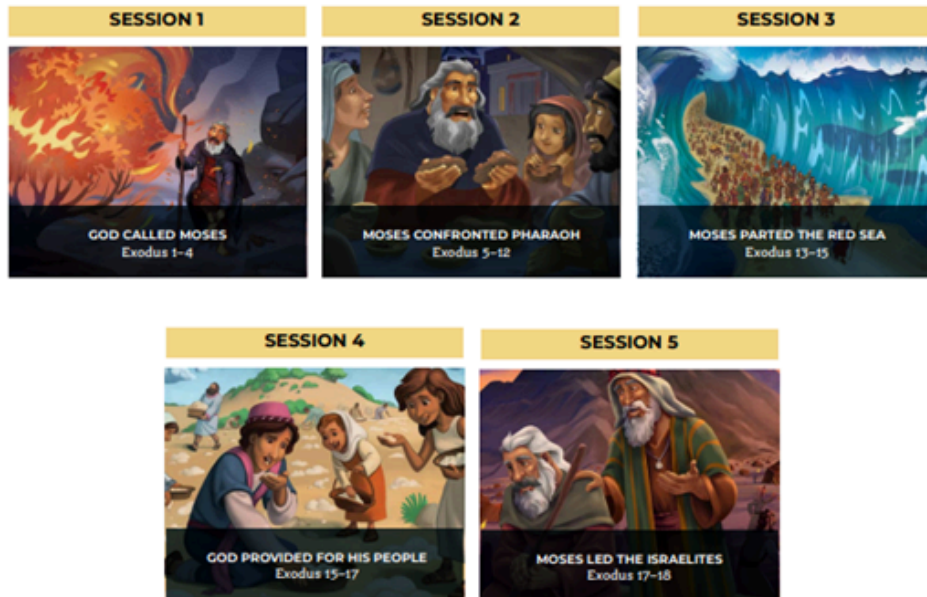 SESSION 1
GOD CALLED MOSES
Exodus 1–4
SESSION 2
MOSES CONFRONTED PHARAOH
Exodus 5–12
SESSION 3
MOSES PARTED THE RED SEA
Exodus 13–15
SESSION 4
GOD PROVIDED FOR HIS PEOPLE
Exodus 15–17
SESSION 5
MOSES LED THE ISRAELITES
Exodus 17–18